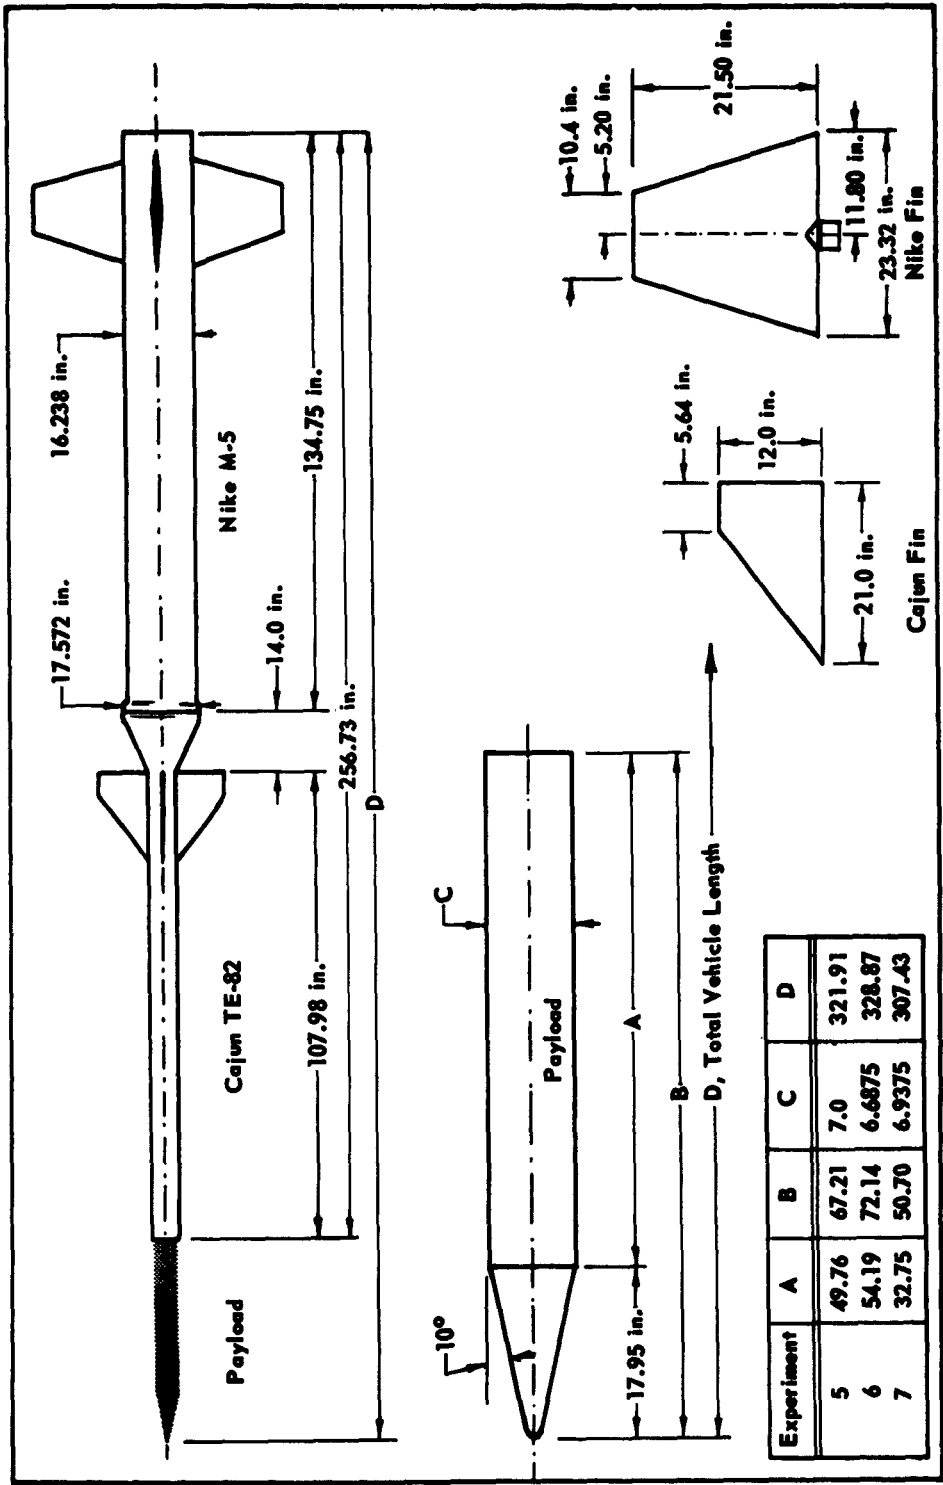 17.572 in.
16.238 in.
Payload
Cajun TE-82
Nike M-5
107.98 in.
14.0 in.
134.75 in.
256.73 in.
D
C
10°
Payload
17.95 in.
A
B
D, Total Vehicle Length
5.64 in.
12.0 in.
21.0 in.
Cajun Fin
10.4 in.
5.20 in.
21.50 in.
11.80 in.
23.32 in.
Nike Fin
Experiment A B C D
5 49.76 67.21 7.0 321.91
6 54.19 72.14 6.6875 328.87
7 32.75 50.70 6.9375 307.43